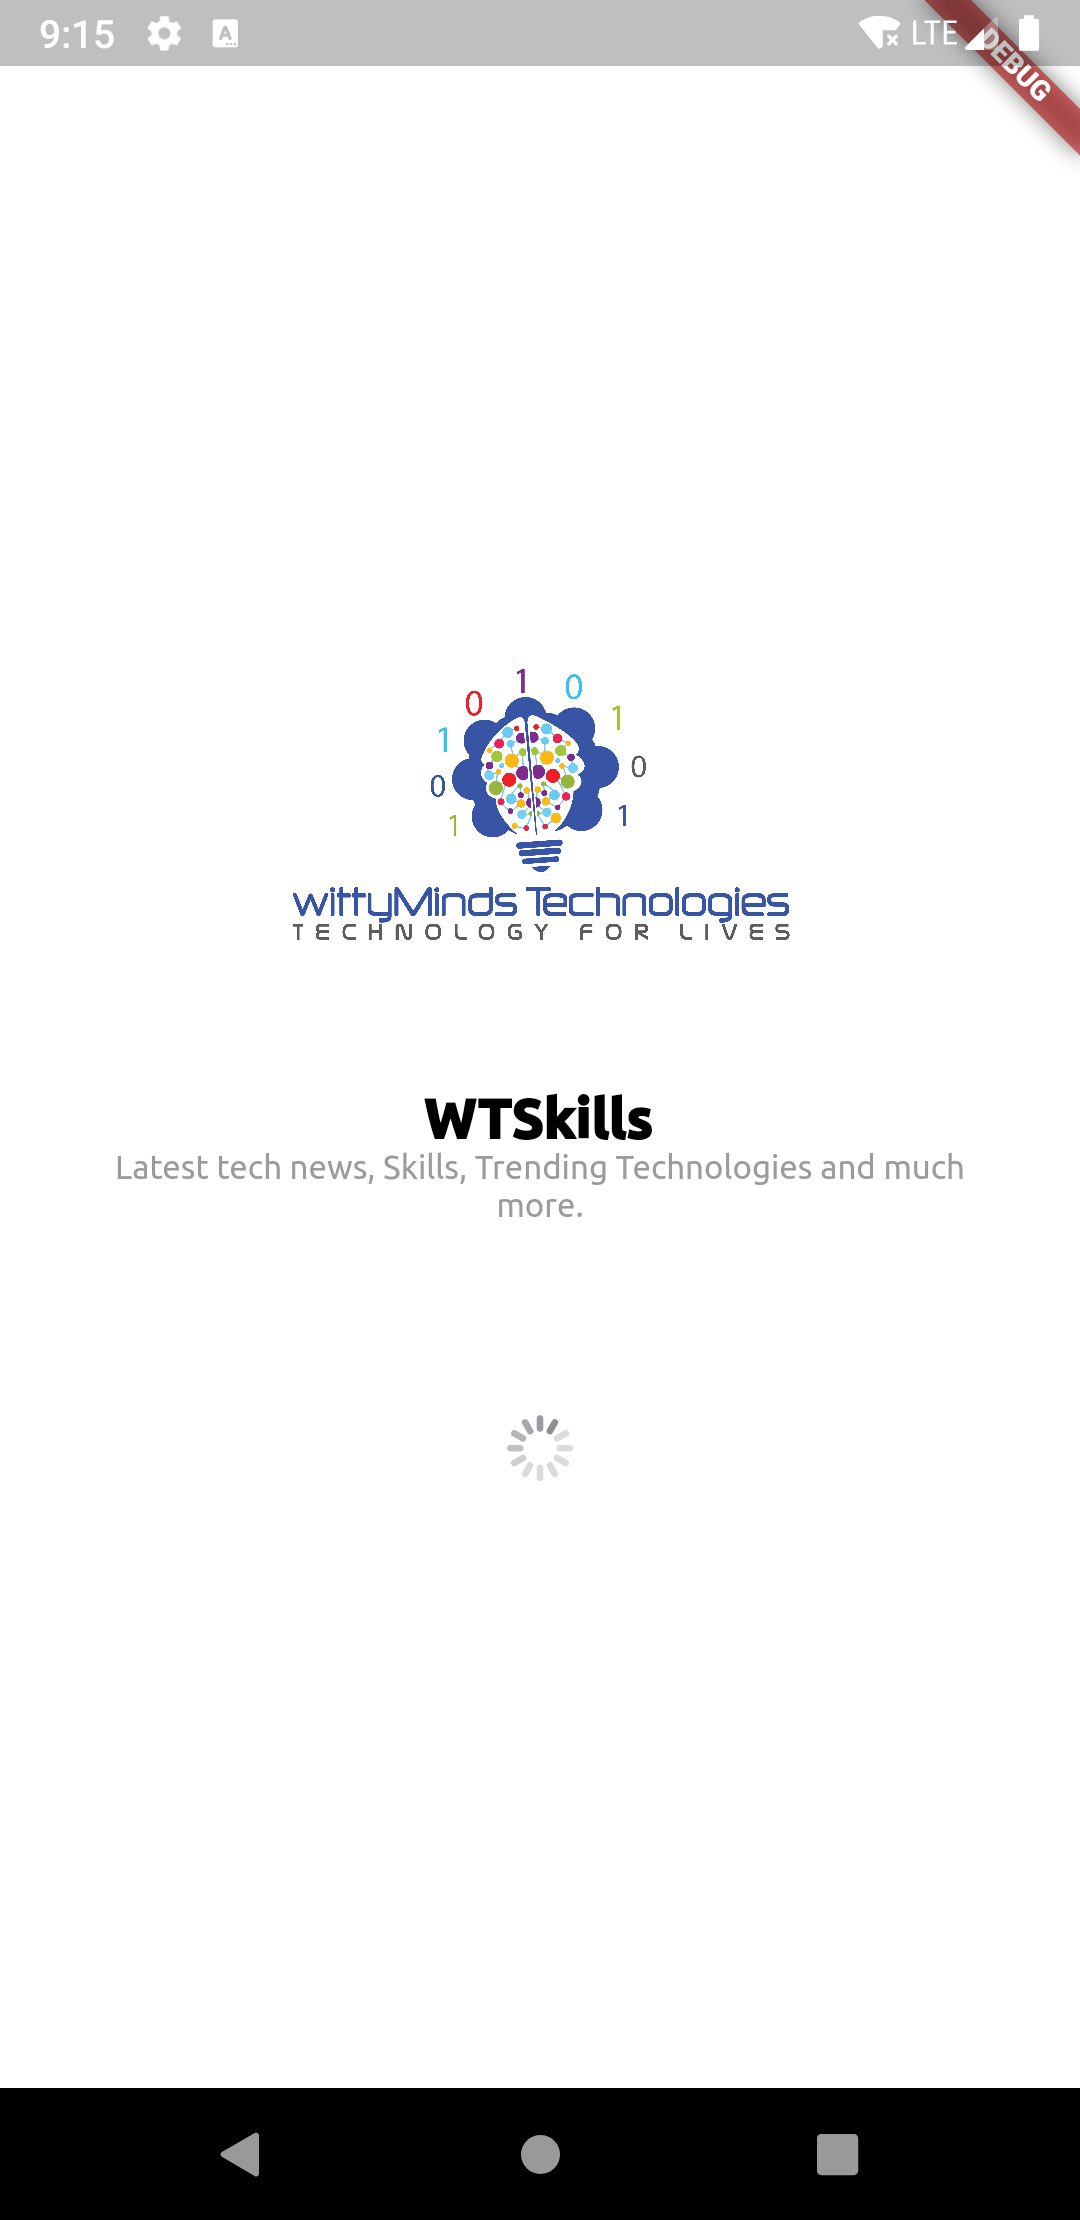 9:15 A LTE
DEBUG
1 0
0 1
1 0
0 1
1
wittyMinds Technologies
TECHNOLOGY FOR LIVES
WTSkills
Latest tech news, Skills, Trending Technologies and much
more.